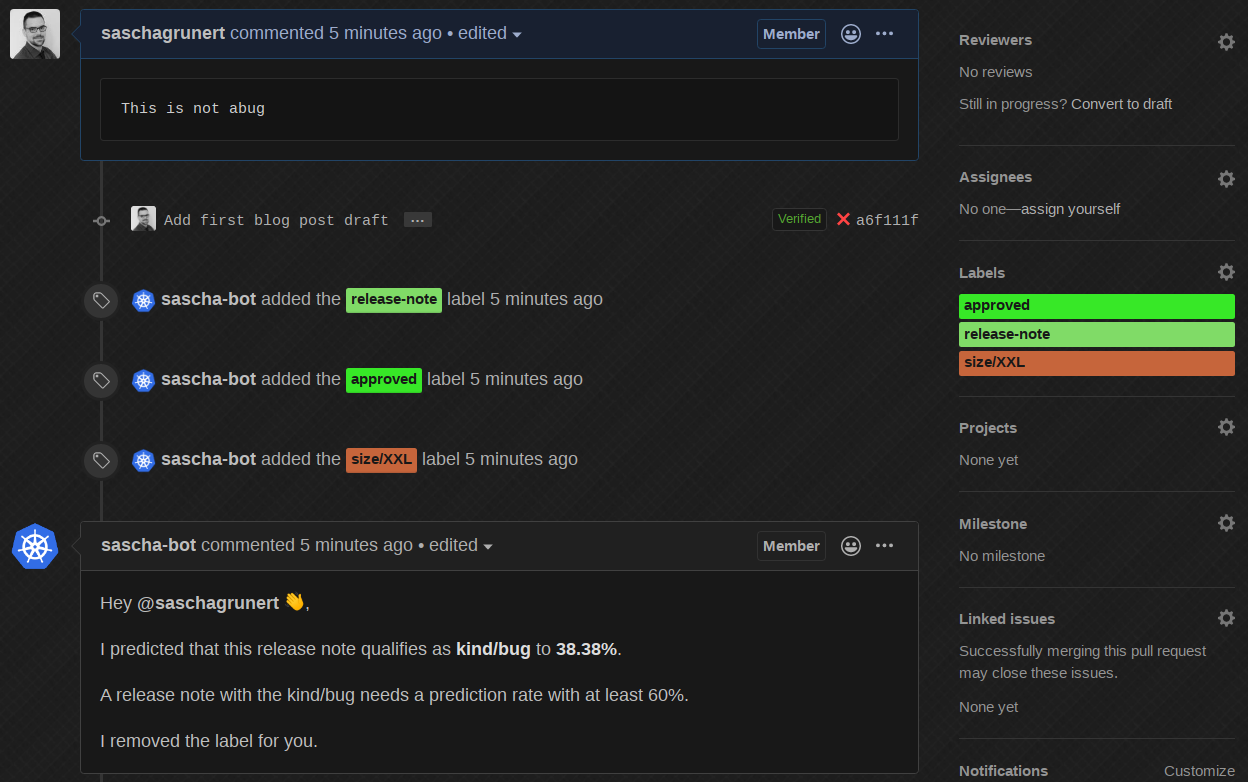 saschagrunert commented 5 minutes ago • edited
Member
This is not abug
Add first blog post draft ...
Verified
a6f111f
sascha-bot added the release-note label 5 minutes ago
sascha-bot added the approved label 5 minutes ago
sascha-bot added the size/XXL label 5 minutes ago
sascha-bot commented 5 minutes ago • edited
Member
Hey @saschagrunert 👋,
I predicted that this release note qualifies as kind/bug to 38.38%.
A release note with the kind/bug needs a prediction rate with at least 60%.
I removed the label for you.
Reviewers
No reviews
Still in progress? Convert to draft
Assignees
No one—assign yourself
Labels
approved
release-note
size/XXL
Projects
None yet
Milestone
No milestone
Linked issues
Successfully merging this pull request
may close these issues.
None yet
Notifications
Customize